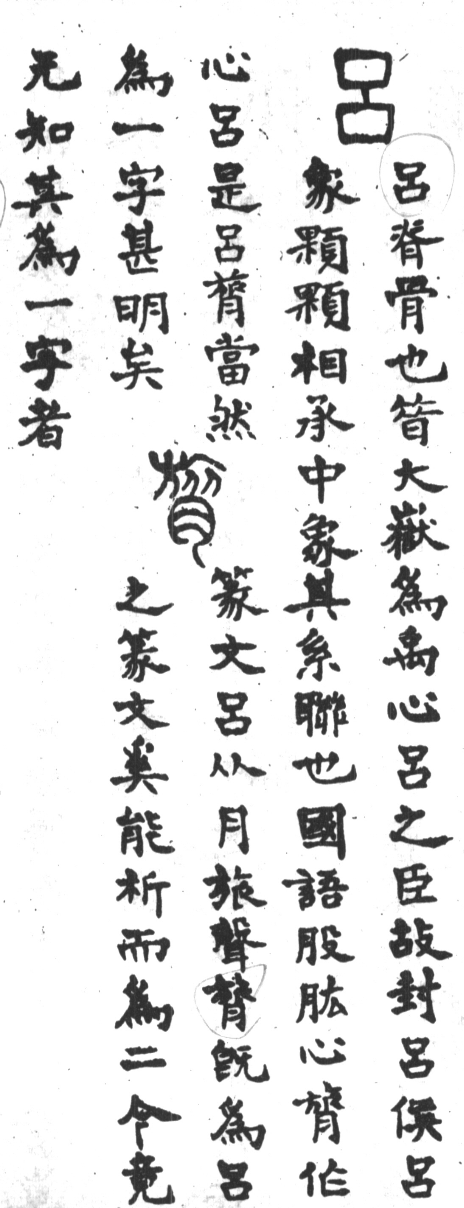 呂
呂脊骨也昝大嶽為禹心呂之臣故封呂侯呂
象顆顆相承中象其系聯也國語股肱心膂作
心呂是呂膂當然
為一字甚明矣
膂
篆文呂从月旅聲膂既為呂
之篆文奚能析而為二今竟
无知其為一字者